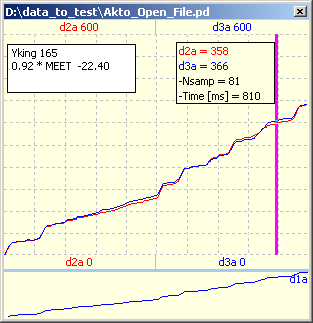 D:\data_to_test\Akto_Open_File.pd
d2a 600 d3a 600
Yking 165
0.92 * MEET -22.40
d2a = 358
d3a = 366
-Nsamp = 81
-Time [ms] = 810
d2a 0 d3a 0
d1a